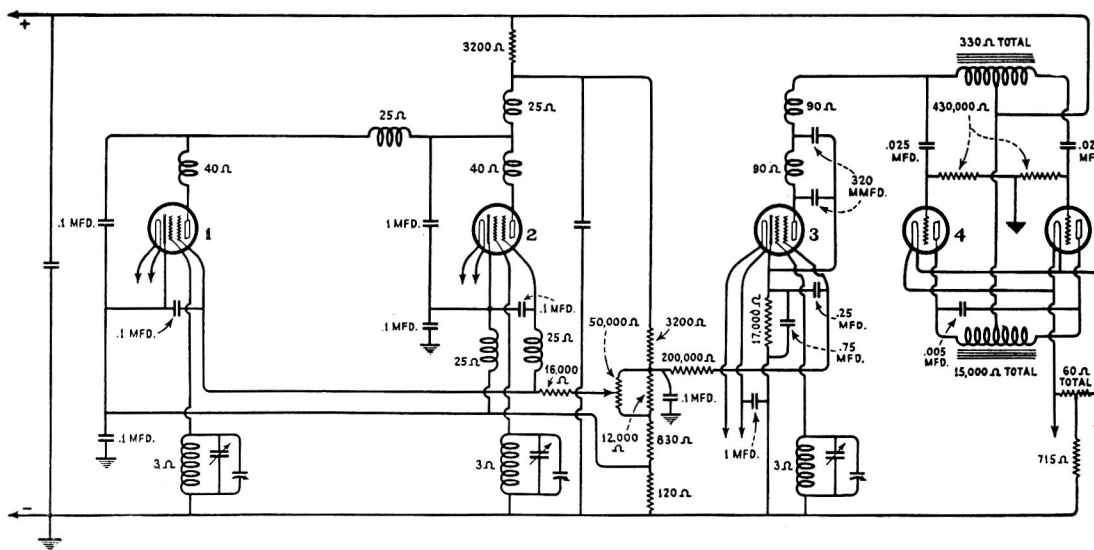 +
3200 Ω
330 Ω TOTAL
25 Ω
25 Ω
90 Ω
430,000 Ω
.025
MFD.
.02
MF
40 Ω
40 Ω
90 Ω
320
MMFD.
.1 MFD.
1
1 MFD.
2
3
4
.1 MFD.
.1 MFD.
.1 MFD.
25 Ω
25 Ω
50,000 Ω
3200 Ω
17,000 Ω
.25
MFD.
.75
MFD.
.005
MFD.
16,000
Ω
200,000 Ω
15,000 Ω TOTAL
60 Ω
TOTAL
.1 MFD.
.1 MFD.
12,000
Ω
830 Ω
1 MFD.
3 Ω
3 Ω
3 Ω
120 Ω
715 Ω
−